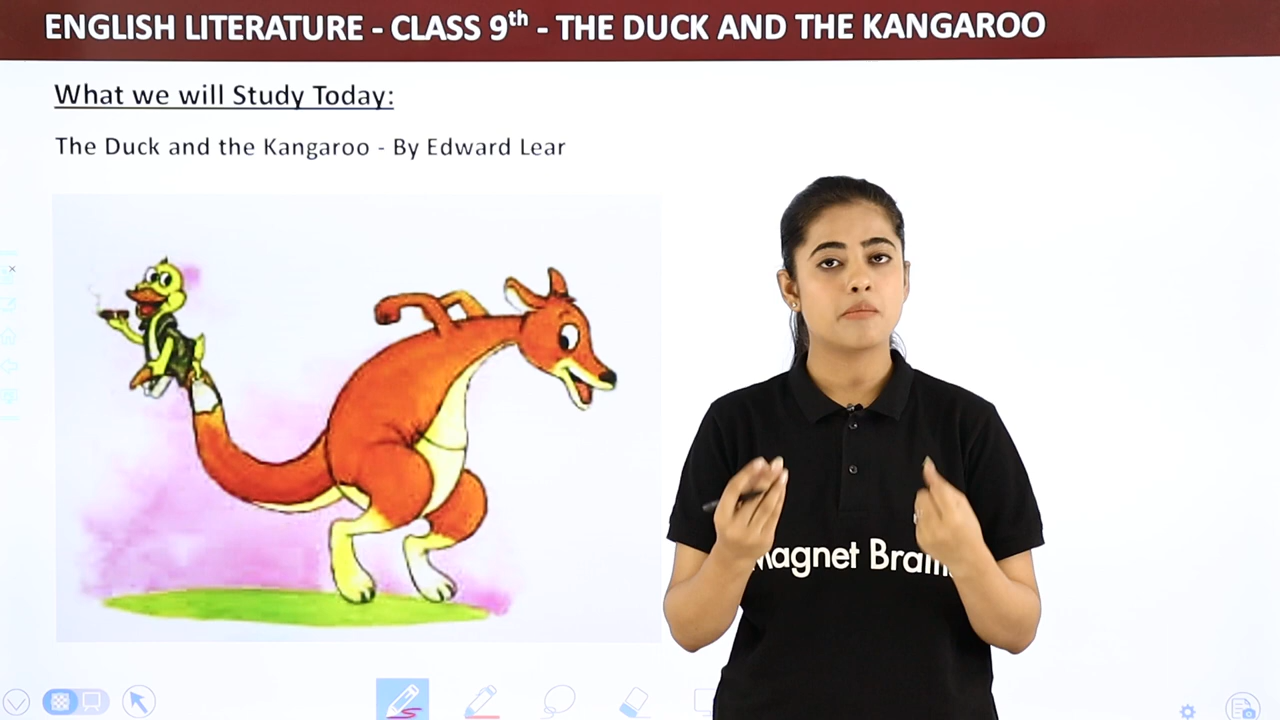 ENGLISH LITERATURE - CLASS 9th - THE DUCK AND THE KANGAROO
What we will Study Today:
The Duck and the Kangaroo - By Edward Lear
Magnet Brain